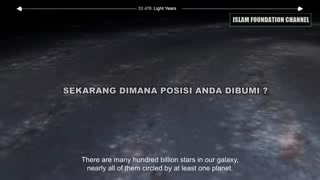 53 476 Light Years
ISLAM FOUNDATION CHANNEL
SEKARANG DIMANA POSISI ANDA DIBUMI ?
There are many hundred billion stars in our galaxy,
nearly all of them circled by at least one planet.